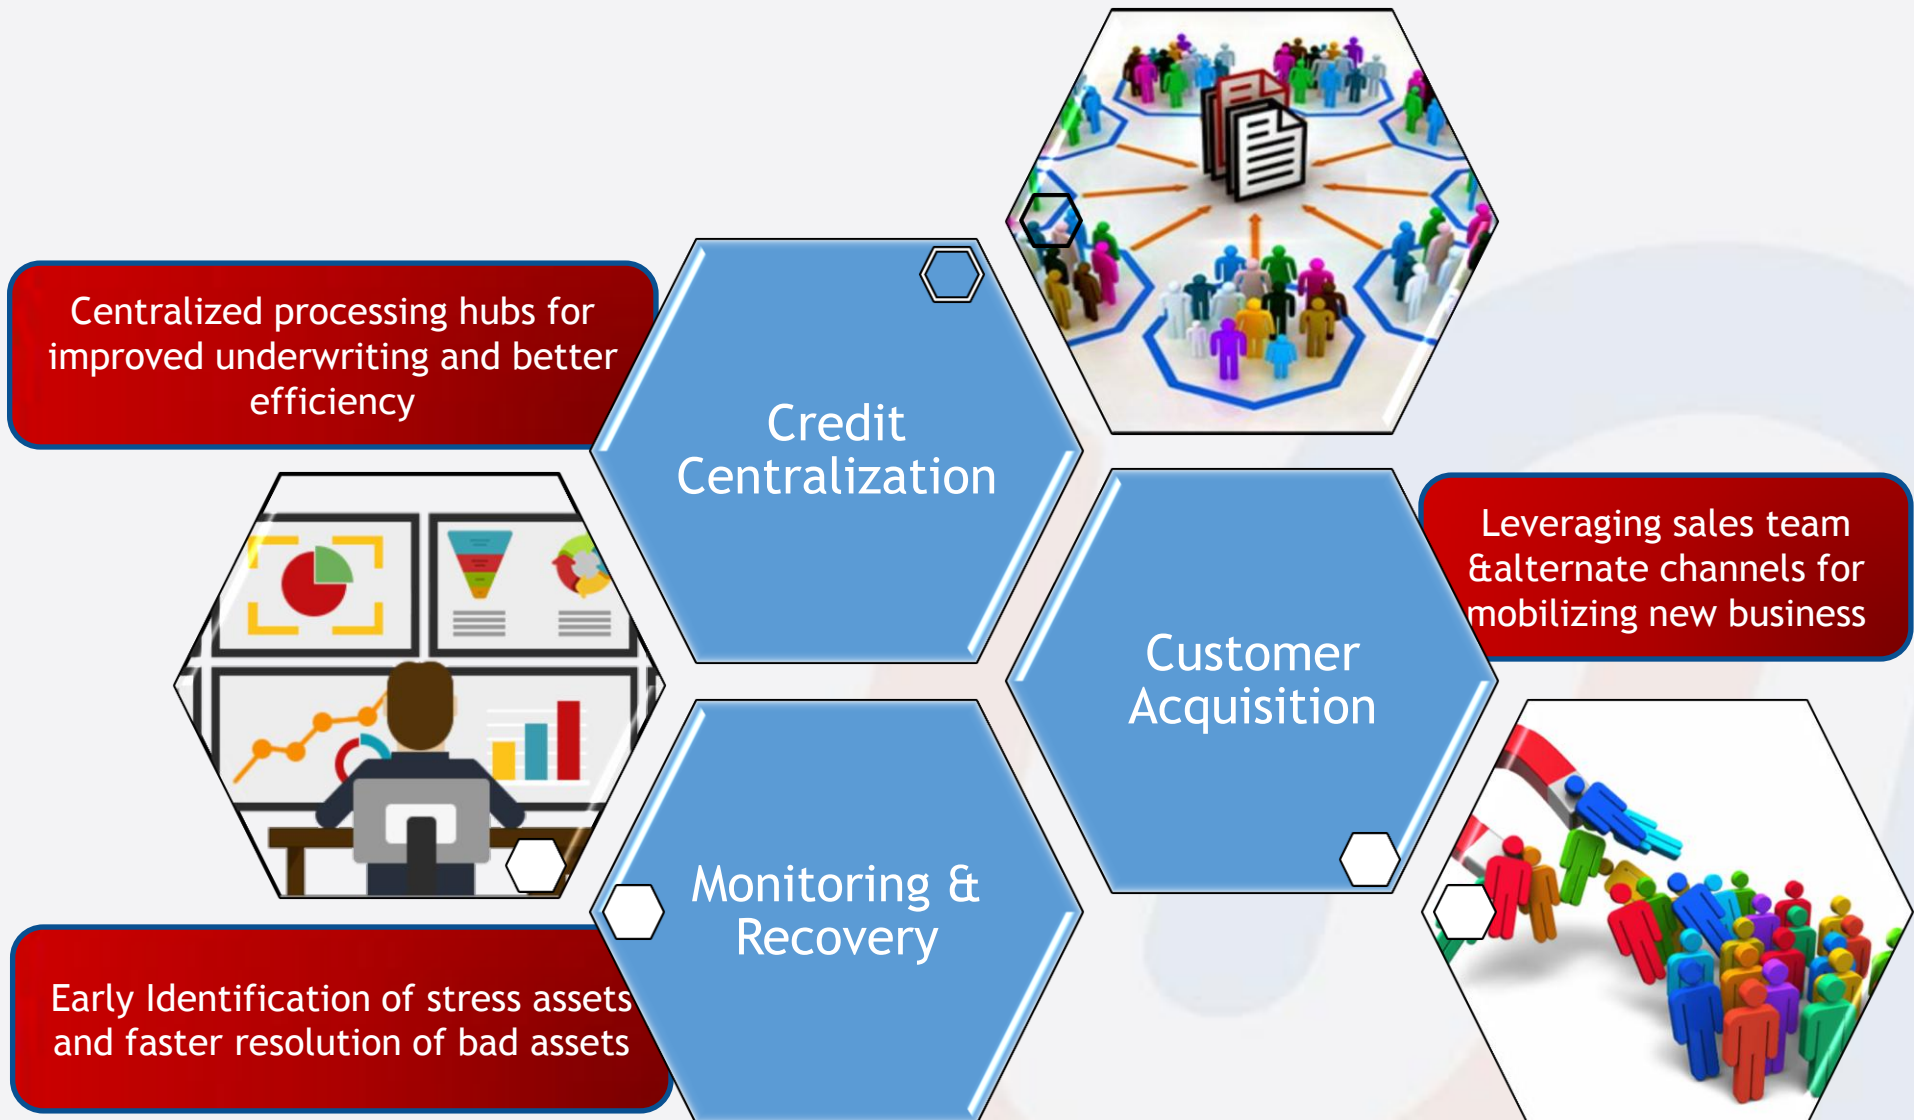 Centralized processing hubs for
improved underwriting and better
efficiency
Credit
Centralization
Leveraging sales team
&alternate channels for
mobilizing new business
Customer
Acquisition
Monitoring &
Recovery
Early Identification of stress assets
and faster resolution of bad assets